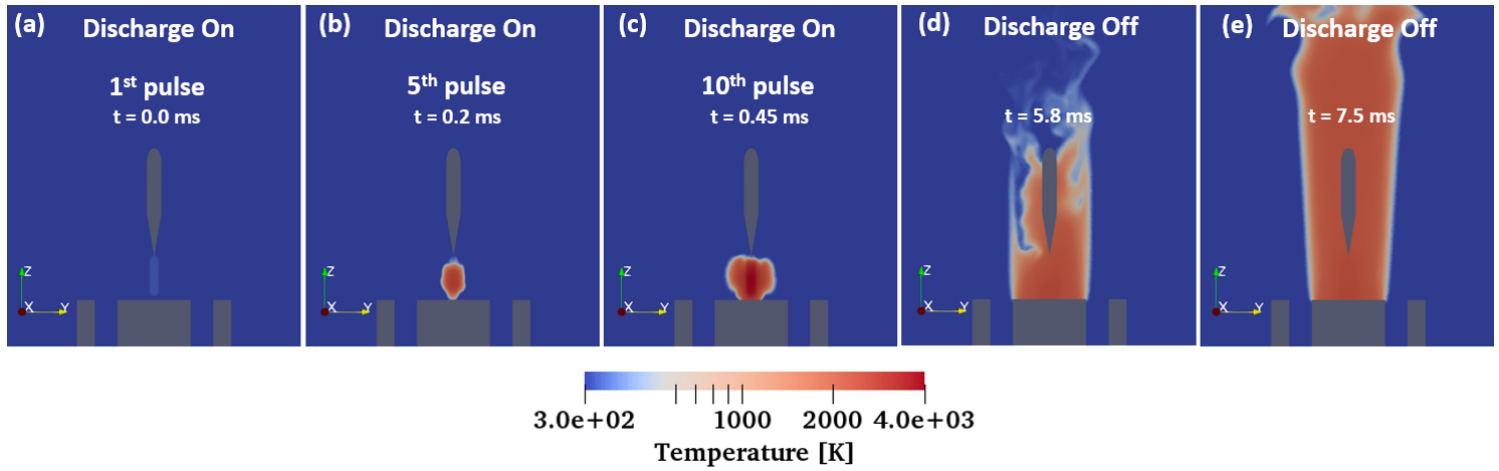 (a) Discharge On
1st pulse
t = 0.0 ms
Z
X Y
(b) Discharge On
5th pulse
t = 0.2 ms
Z
X Y
(c) Discharge On
10th pulse
t = 0.45 ms
Z
X Y
(d) Discharge Off
t = 5.8 ms
Z
X Y
(e) Discharge Off
t = 7.5 ms
Z
X Y
3.0e+02 1000 2000 4.0e+03
Temperature [K]